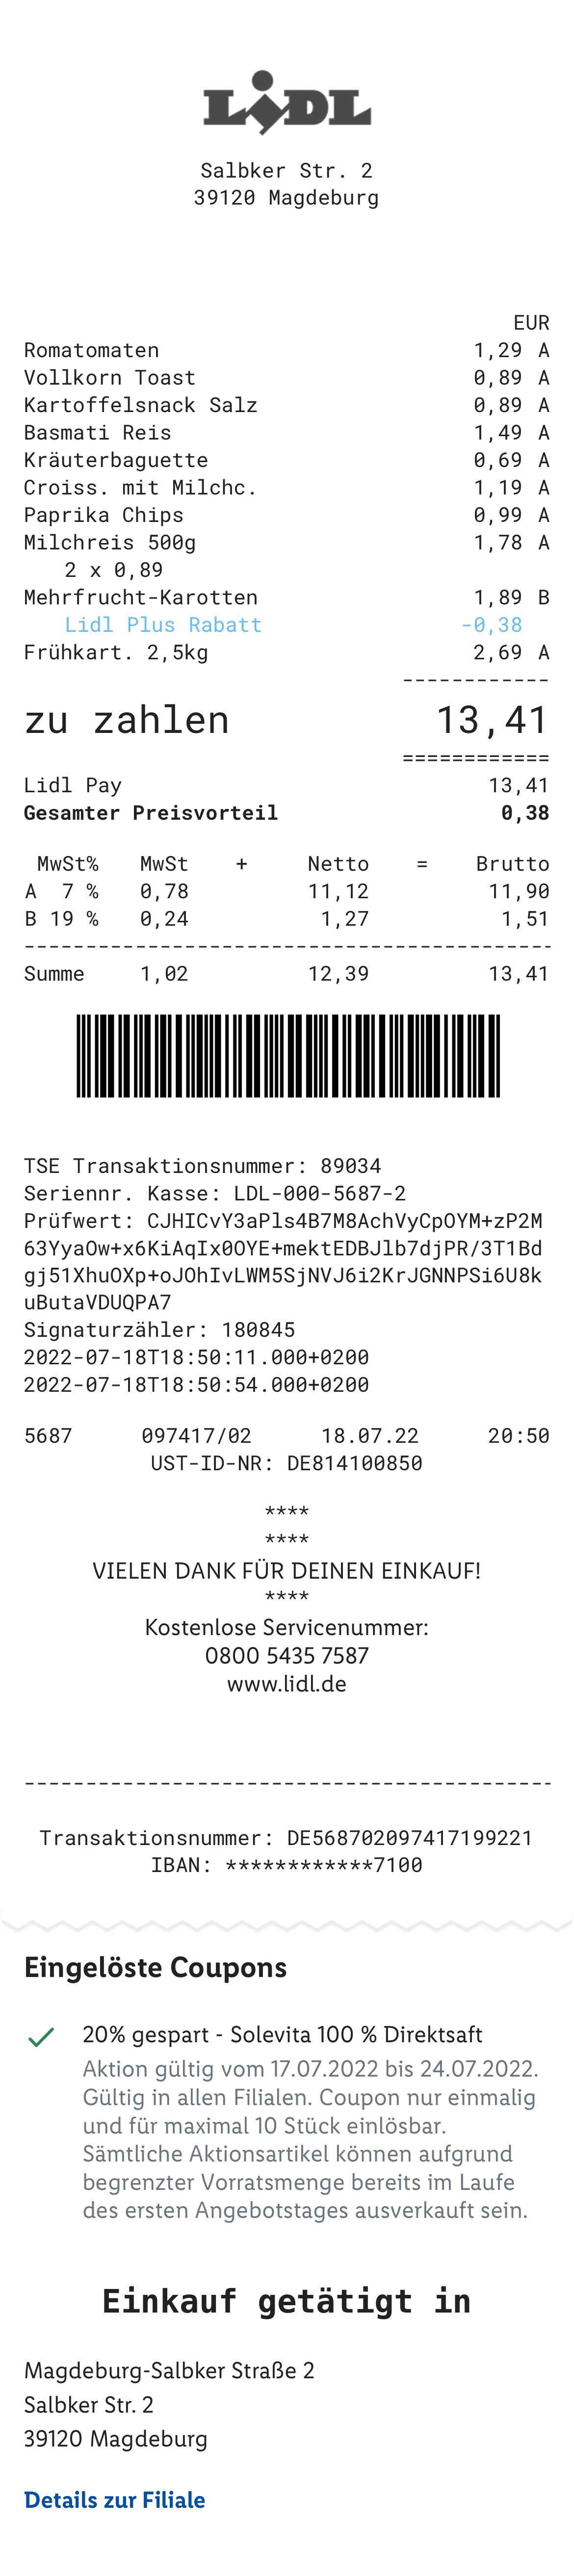 LIDL
Salbker Str. 2
39120 Magdeburg
EUR
Romatomaten 1,29 A
Vollkorn Toast 0,89 A
Kartoffelsnack Salz 0,89 A
Basmati Reis 1,49 A
Kräuterbaguette 0,69 A
Croiss. mit Milchc. 1,19 A
Paprika Chips 0,99 A
Milchreis 500g 1,78 A
2 x 0,89
Mehrfrucht-Karotten 1,89 B
Lidl Plus Rabatt -0,38
Frühkart. 2,5kg 2,69 A
------------
zu zahlen 13,41
============
Lidl Pay 13,41
Gesamter Preisvorteil 0,38
MwSt% MwSt + Netto = Brutto
A 7 % 0,78 11,12 11,90
B 19 % 0,24 1,27 1,51
-------------------------------------------
Summe 1,02 12,39 13,41
TSE Transaktionsnummer: 89034
Seriennr. Kasse: LDL-000-5687-2
Prüfwert: CJHICvY3aPls4B7M8AchVyCpOYM+zP2M
63YyaOw+x6KiAqIx0OYE+mektEDBJlb7djPR/3T1Bd
gj51XhuOXp+oJOhIvLWM5SjNVJ6i2KrJGNNPSi6U8k
uButaVDUQPA7
Signaturzähler: 180845
2022-07-18T18:50:11.000+0200
2022-07-18T18:50:54.000+0200
5687 097417/02 18.07.22 20:50
UST-ID-NR: DE814100850
****
****
VIELEN DANK FÜR DEINEN EINKAUF!
****
Kostenlose Servicenummer:
0800 5435 7587
www.lidl.de
-------------------------------------------
Transaktionsnummer: DE568702097417199221
IBAN: ************7100
Eingelöste Coupons
20% gespart - Solevita 100 % Direktsaft
Aktion gültig vom 17.07.2022 bis 24.07.2022.
Gültig in allen Filialen. Coupon nur einmalig
und für maximal 10 Stück einlösbar.
Sämtliche Aktionsartikel können aufgrund
begrenzter Vorratsmenge bereits im Laufe
des ersten Angebotstages ausverkauft sein.
Einkauf getätigt in
Magdeburg-Salbker Straße 2
Salbker Str. 2
39120 Magdeburg
Details zur Filiale